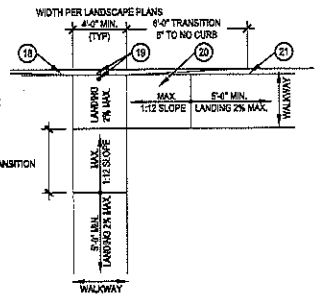 WIDTH PER LANDSCAPE PLANS
4'-0" MIN.
(TYP)
6'-0" TRANSITION
6" TO NO CURB
18
19
20
21
LANDING
2% MAX.
MAX.
1:12 SLOPE
5'-0" MIN.
LANDING 2% MAX.
WALKWAY
ANSITION
MAX.
1:12 SLOPE
5'-0" MIN.
LANDING 2% MAX.
WALKWAY